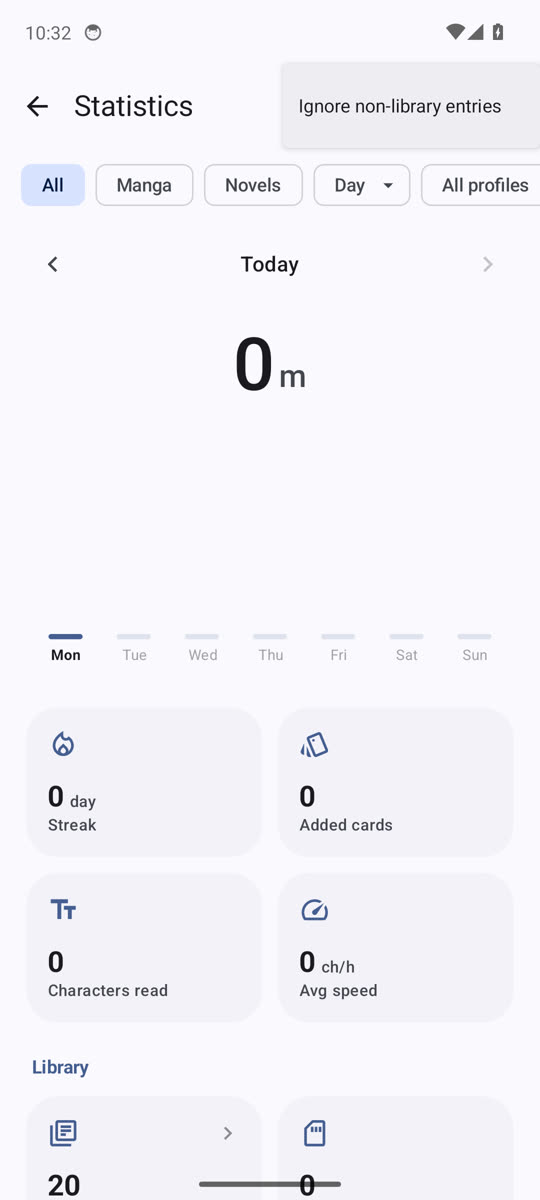 10:32
Statistics
Ignore non-library entries
All
Manga
Novels
Day
All profiles
Today
0 m
Mon
Tue
Wed
Thu
Fri
Sat
Sun
0 day
Streak
0
Added cards
0
Characters read
0 ch/h
Avg speed
Library
20
0